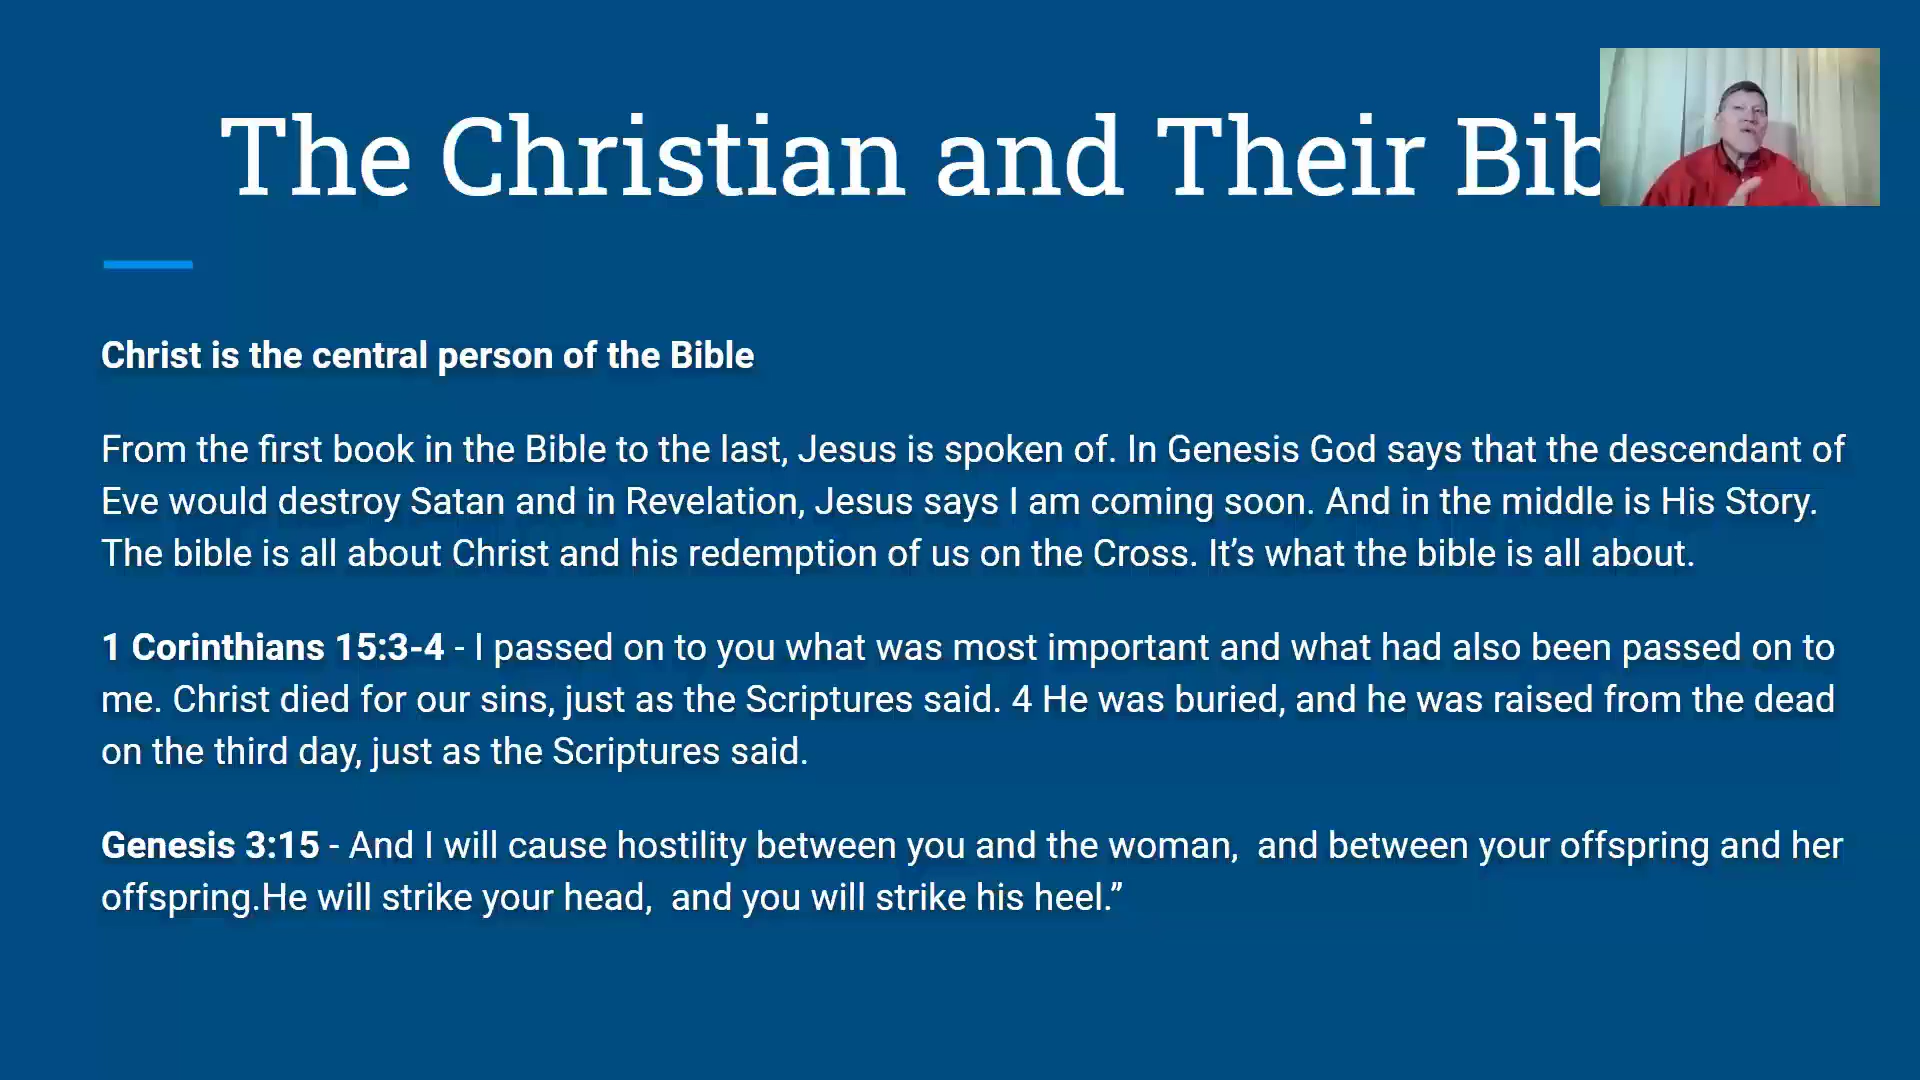 The Christian and Their Bib
Christ is the central person of the Bible
From the first book in the Bible to the last, Jesus is spoken of. In Genesis God says that the descendant of
Eve would destroy Satan and in Revelation, Jesus says I am coming soon. And in the middle is His Story.
The bible is all about Christ and his redemption of us on the Cross. It’s what the bible is all about.
1 Corinthians 15:3-4 - I passed on to you what was most important and what had also been passed on to
me. Christ died for our sins, just as the Scriptures said. 4 He was buried, and he was raised from the dead
on the third day, just as the Scriptures said.
Genesis 3:15 - And I will cause hostility between you and the woman,  and between your offspring and her
offspring.He will strike your head,  and you will strike his heel.”